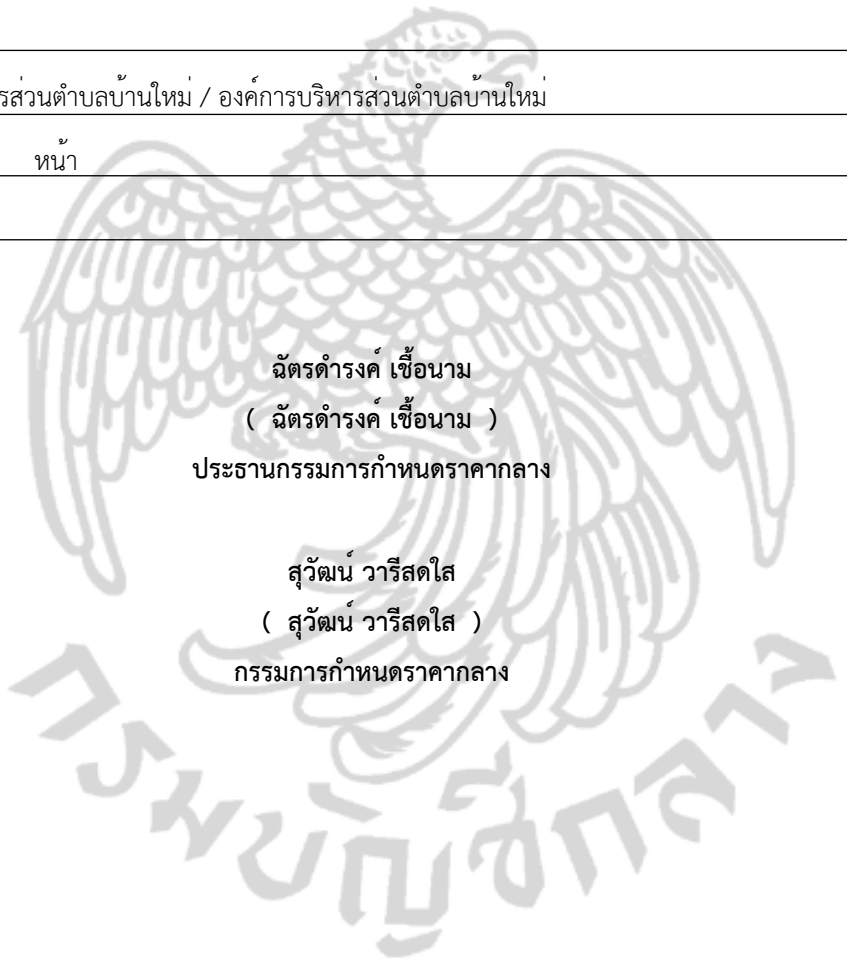 รส่วนตำบลบ้านใหม่ / องค์การบริหารส่วนตำบลบ้านใหม่
หน้า
ฉัตรดำรงค์ เชื้อนาม
( ฉัตรดำรงค์ เชื้อนาม )
ประธานกรรมการกำหนดราคากลาง
สุวัฒน์ วารีสดใส
( สุวัฒน์ วารีสดใส )
กรรมการกำหนดราคากลาง
กรมบัญชีกลาง